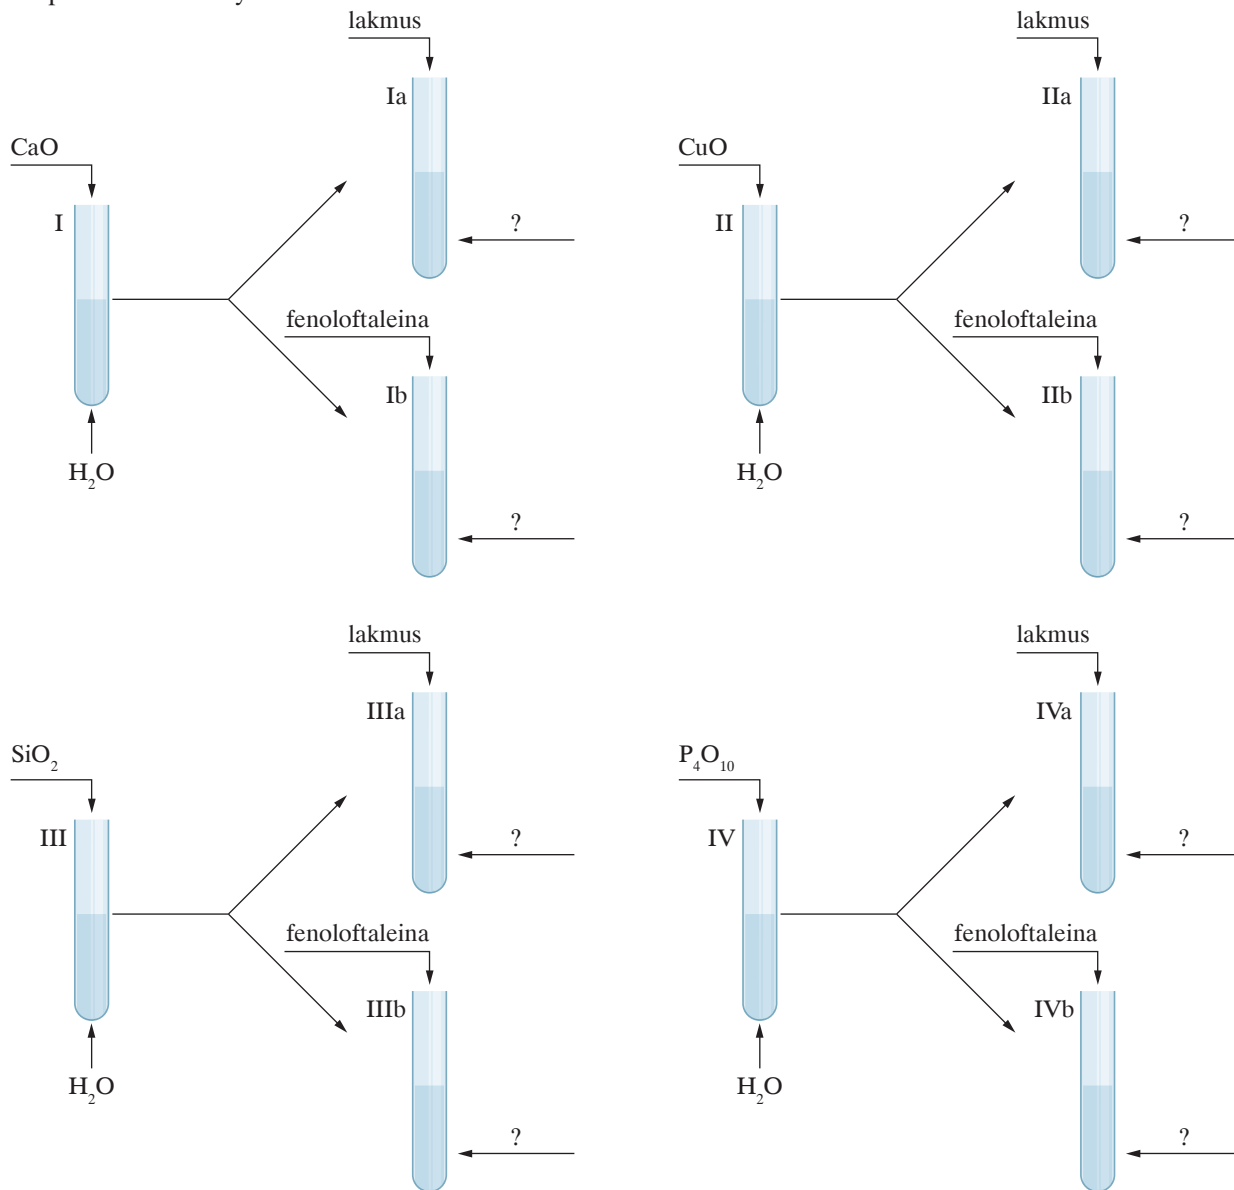 lakmus
Ia
CaO
I
?
fenoloftaleina
Ib
H₂O
?
lakmus
IIa
CuO
II
?
fenoloftaleina
IIb
H₂O
?
lakmus
IIIa
SiO₂
III
?
fenoloftaleina
IIIb
H₂O
?
lakmus
IVa
P₄O₁₀
IV
?
fenoloftaleina
IVb
H₂O
?